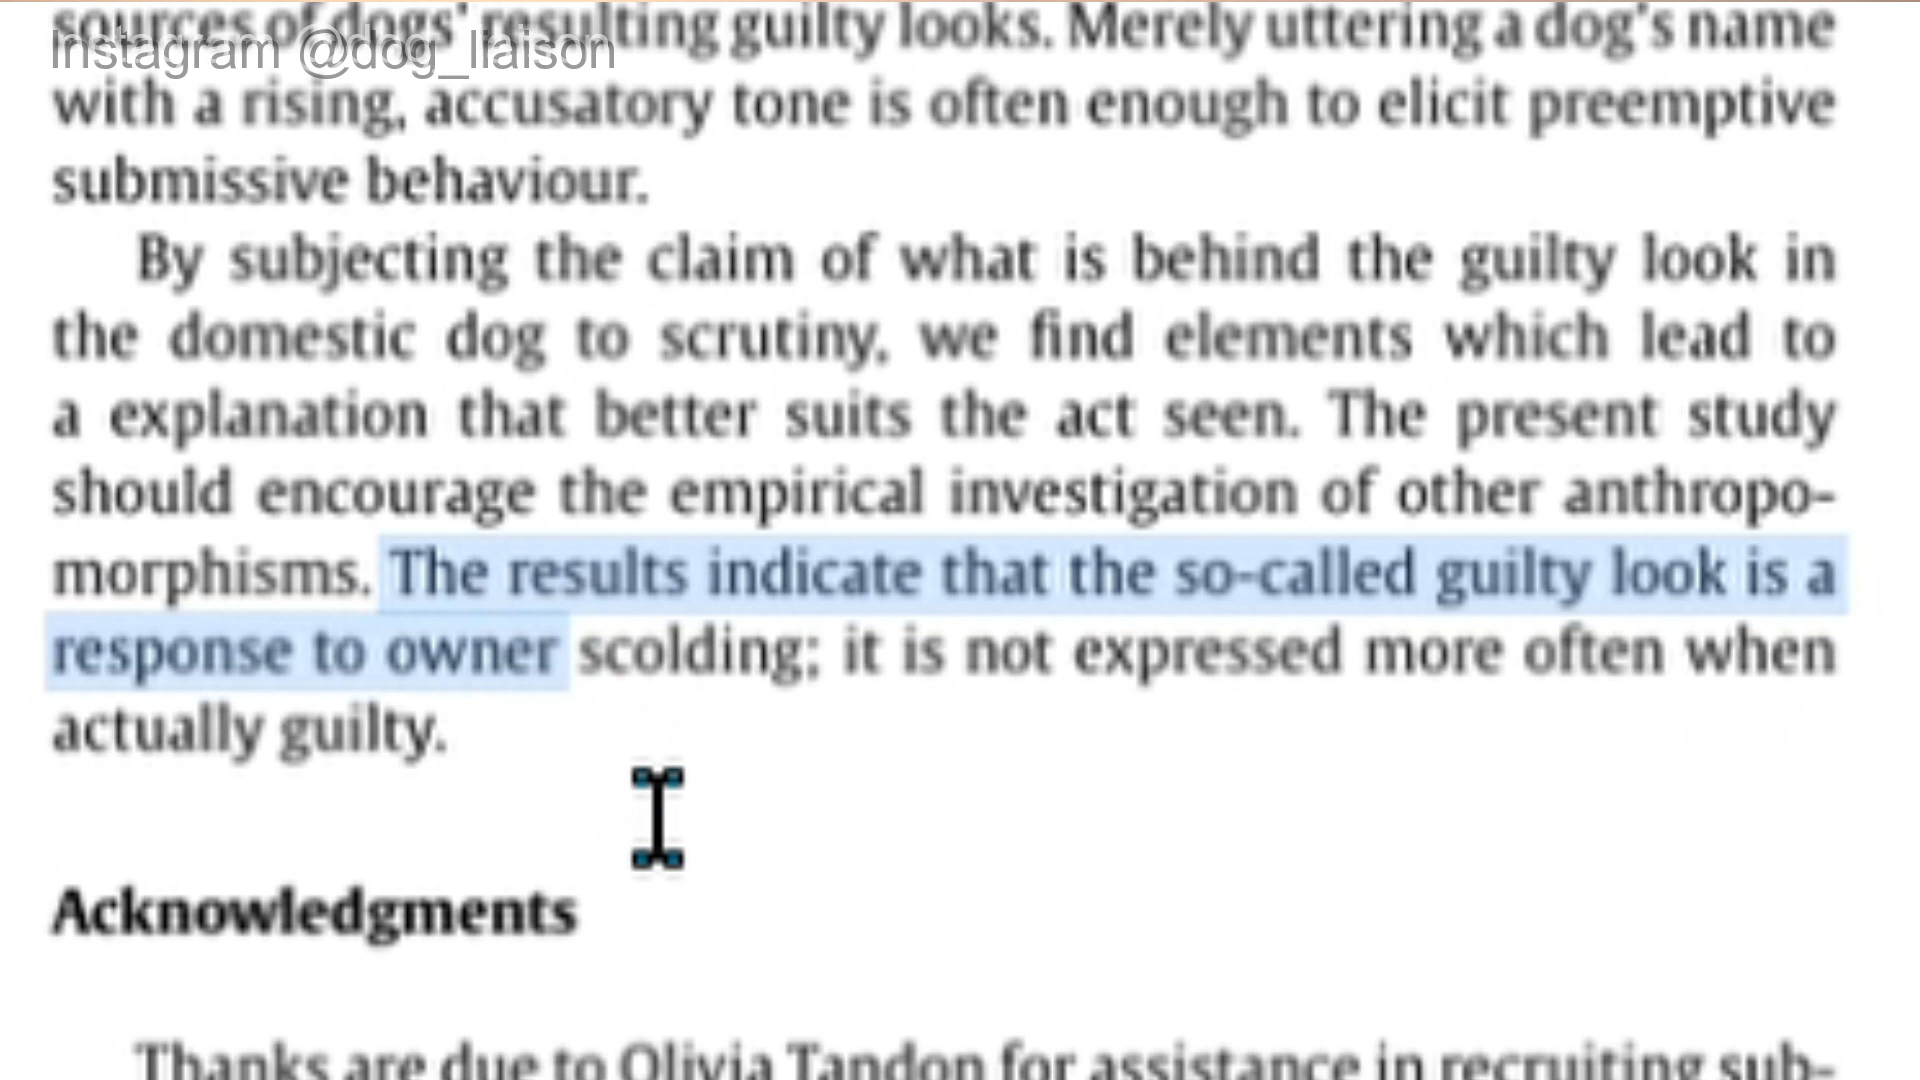 sources of dogs' resulting guilty looks. Merely uttering a dog's name
Instagram @dog_liaison
with a rising, accusatory tone is often enough to elicit preemptive
submissive behaviour.
By subjecting the claim of what is behind the guilty look in
the domestic dog to scrutiny, we find elements which lead to
a explanation that better suits the act seen. The present study
should encourage the empirical investigation of other anthropo-
morphisms. The results indicate that the so-called guilty look is a
response to owner scolding; it is not expressed more often when
actually guilty.
Acknowledgments
Thanks are due to Olivia Tandon for assistance in recruiting sub-